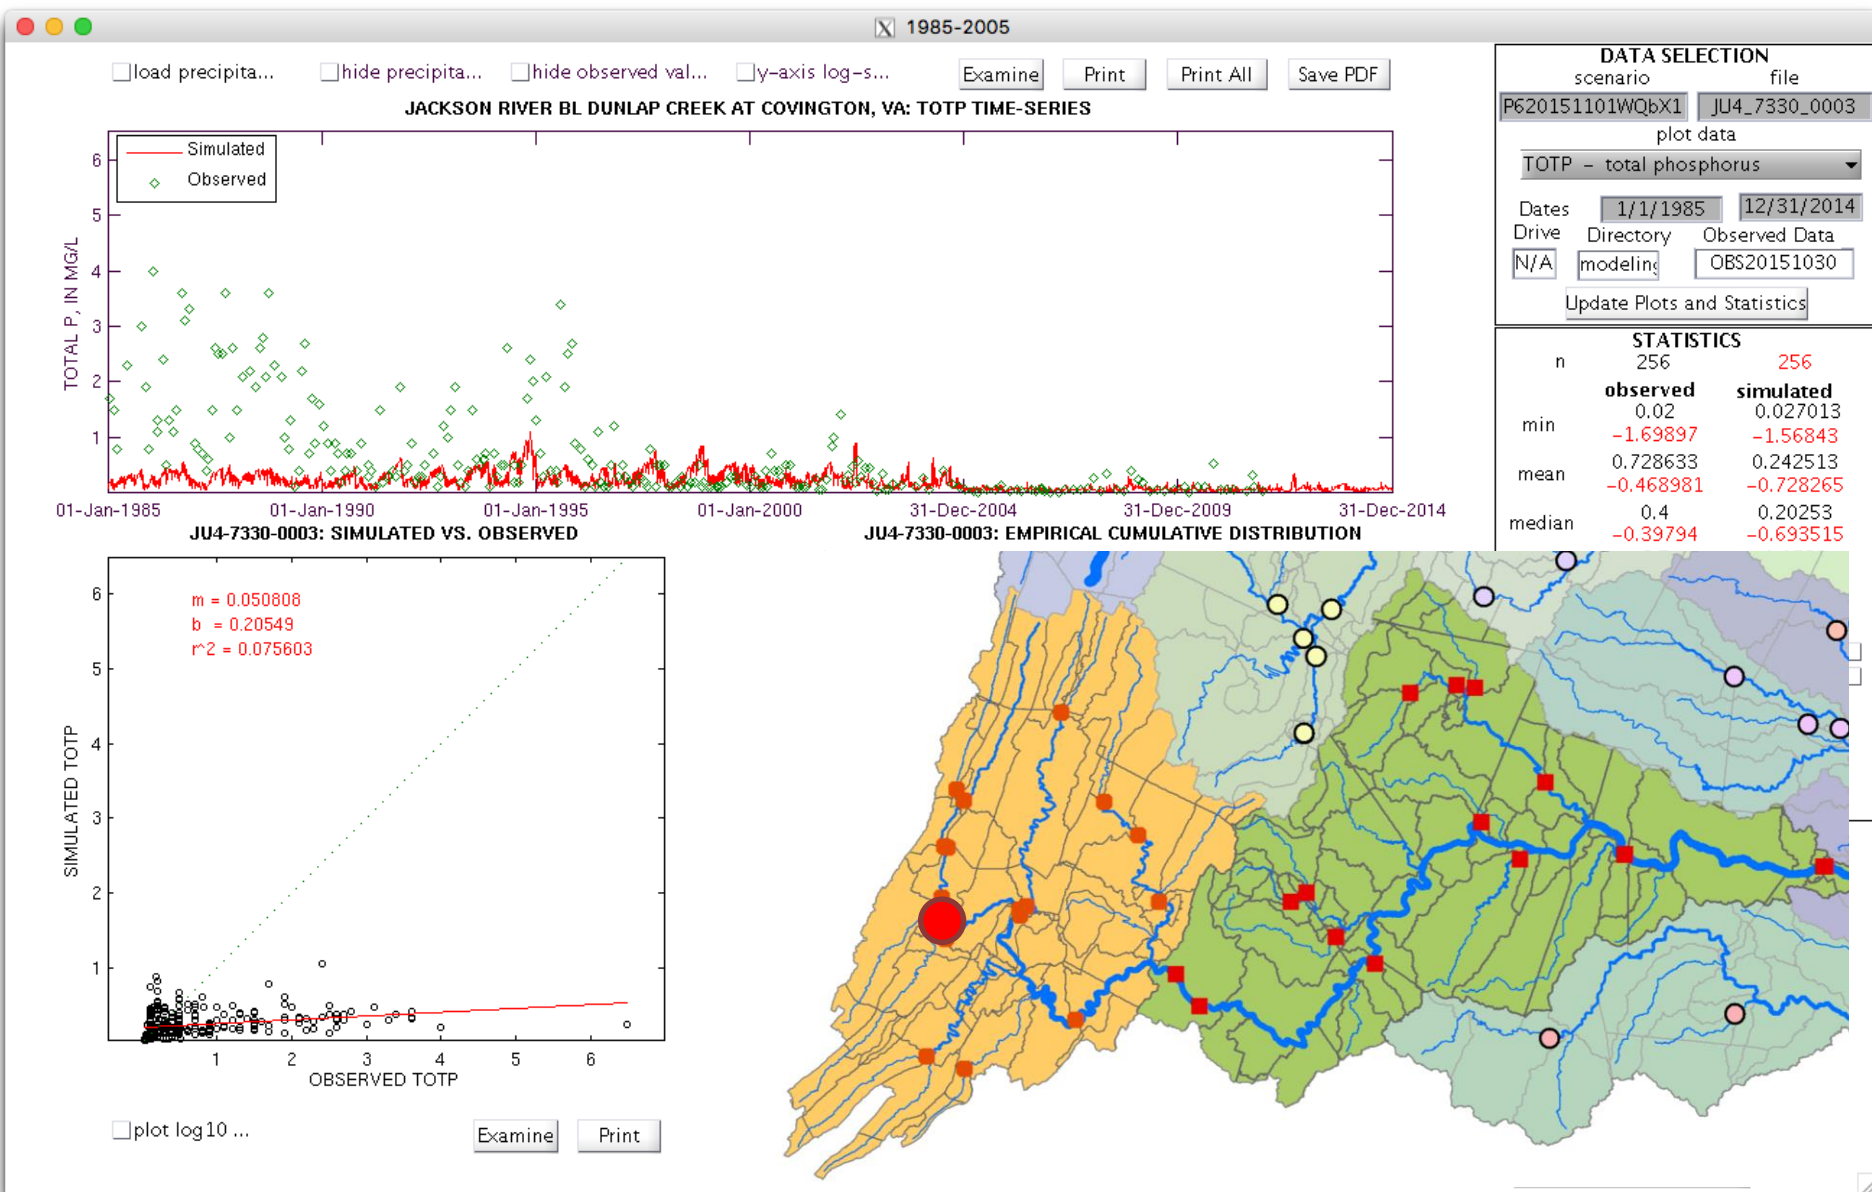 1985-2005
load precipita... hide precipita... hide observed val... y-axis log-s... Examine Print Print All Save PDF
JACKSON RIVER BL DUNLAP CREEK AT COVINGTON, VA: TOTP TIME-SERIES
Simulated
Observed
TOTAL P, IN MG/L
6
5
4
3
2
1
01-Jan-1985 01-Jan-1990 01-Jan-1995 01-Jan-2000 31-Dec-2004 31-Dec-2009 31-Dec-2014
DATA SELECTION
scenario file
P620151101WQbX1 JU4_7330_0003
plot data
TOTP - total phosphorus
Dates 1/1/1985 12/31/2014
Drive Directory Observed Data
N/A modeling OBS20151030
Update Plots and Statistics
STATISTICS
n 256 256
observed simulated
min 0.02 0.027013
-1.69897 -1.56843
mean 0.728633 0.242513
-0.468981 -0.728265
median 0.4 0.20253
-0.39794 -0.693515
JU4-7330-0003: SIMULATED VS. OBSERVED
JU4-7330-0003: EMPIRICAL CUMULATIVE DISTRIBUTION
m = 0.050808
b = 0.20549
r^2 = 0.075603
SIMULATED TOTP
6
5
4
3
2
1
1 2 3 4 5 6
OBSERVED TOTP
plot log10 ... Examine Print